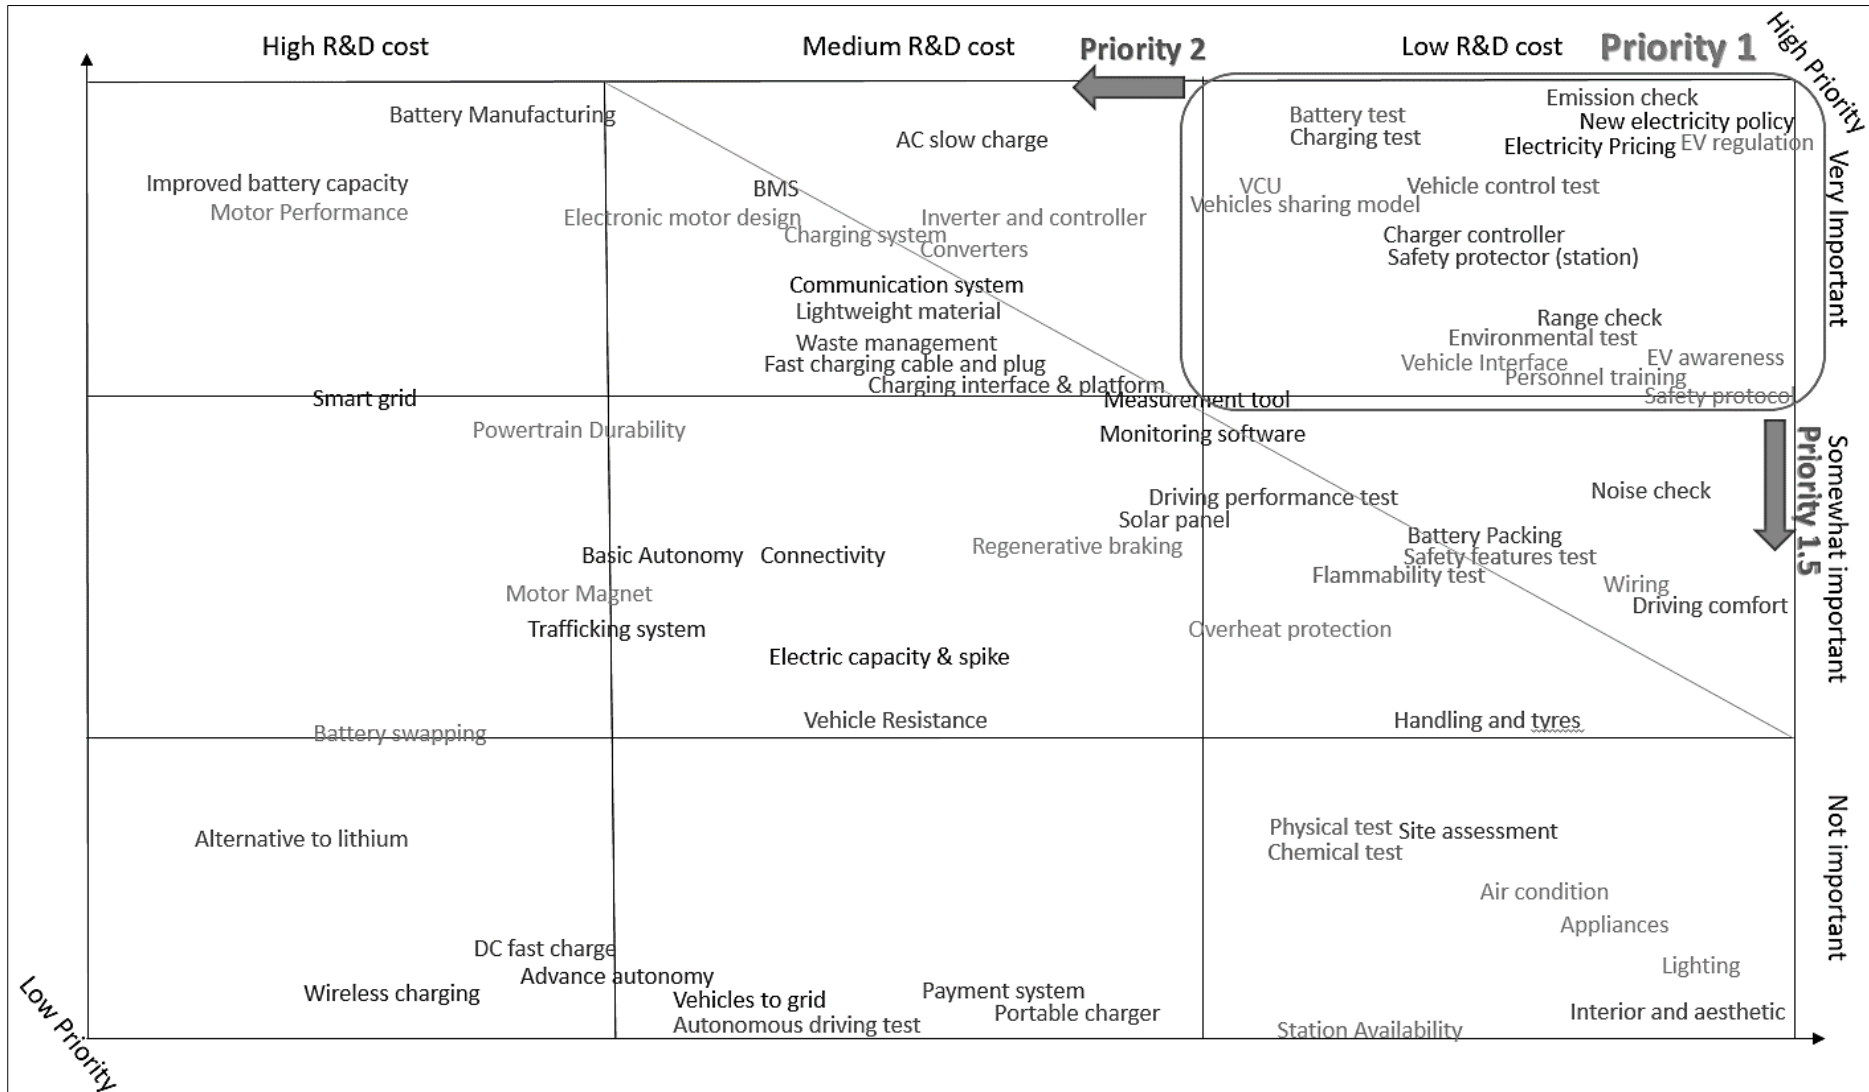 High R&D cost
Medium R&D cost
Priority 2
Low R&D cost
Priority 1
High Priority
Battery Manufacturing
Improved battery capacity
Motor Performance
AC slow charge
BMS
Electronic motor design
Inverter and controller
Charging system
Converters
Communication system
Lightweight material
Waste management
Fast charging cable and plug
Charging interface & platform
Battery test
Charging test
Emission check
New electricity policy
Electricity Pricing
EV regulation
VCU
Vehicle control test
Vehicles sharing model
Charger controller
Safety protector (station)
Range check
Environmental test
Vehicle Interface
EV awareness
Personnel training
Safety protocol
Very Important
Smart grid
Measurement tool
Powertrain Durability
Monitoring software
Driving performance test
Solar panel
Regenerative braking
Basic Autonomy
Connectivity
Motor Magnet
Trafficking system
Electric capacity & spike
Vehicle Resistance
Noise check
Battery Packing
Safety features test
Flammability test
Wiring
Driving comfort
Overheat protection
Handling and tyres
Priority 1.5
Somewhat important
Battery swapping
Alternative to lithium
DC fast charge
Advance autonomy
Wireless charging
Vehicles to grid
Autonomous driving test
Payment system
Portable charger
Physical test
Site assessment
Chemical test
Air condition
Appliances
Lighting
Interior and aesthetic
Station Availability
Not important
Low Priority